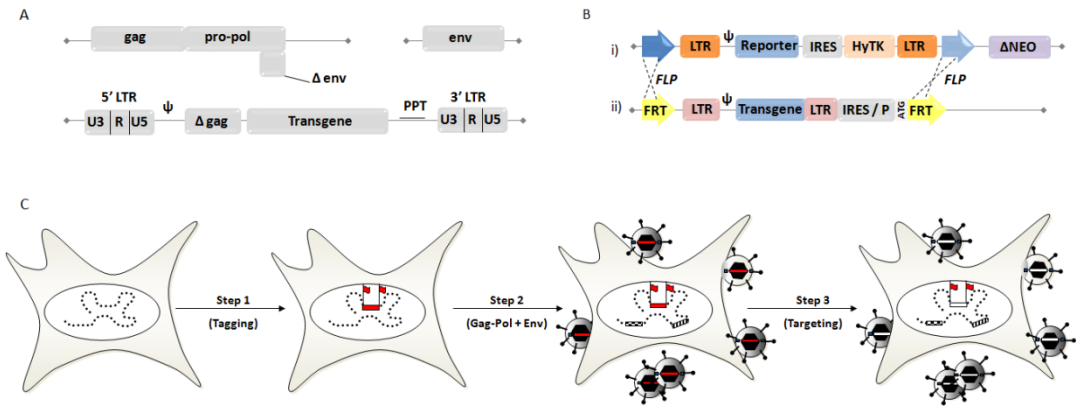 A
gag pro-pol env
Δ env
5' LTR ψ PPT 3' LTR
U3 R U5 Δ gag Transgene U3 R U5
B
i) LTR ψ Reporter IRES HyTK LTR ΔNEO
FLP FLP
ii) FRT LTR ψ Transgene LTR IRES / P ATG FRT
C
Step 1 Step 2 Step 3
(Tagging) (Gag-Pol + Env) (Targeting)